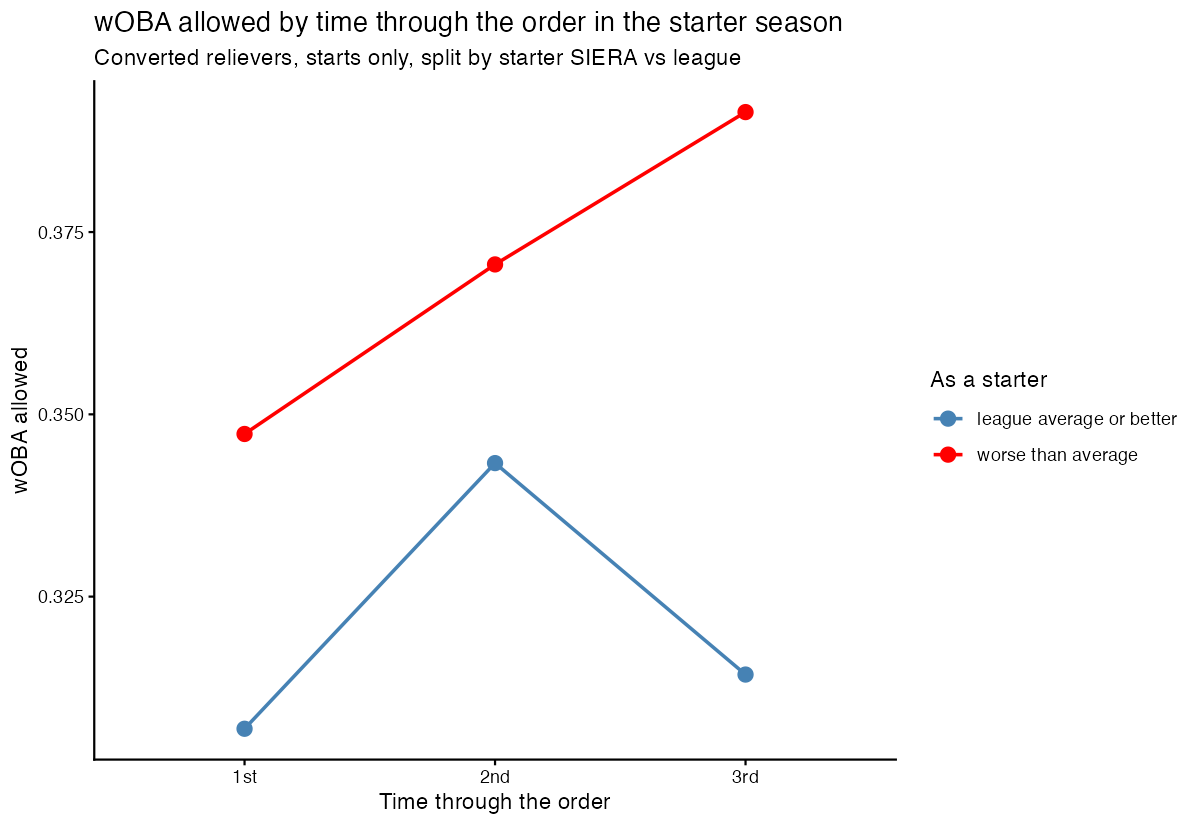 wOBA allowed by time through the order in the starter season
Converted relievers, starts only, split by starter SIERA vs league
0.375
0.350
0.325
wOBA allowed
1st
2nd
3rd
Time through the order
As a starter
league average or better
worse than average